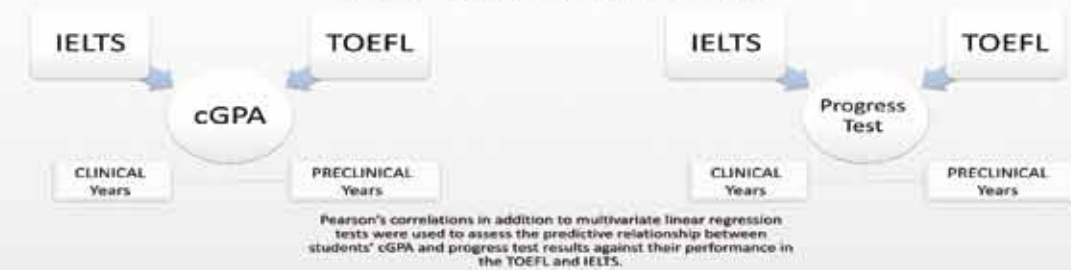 IELTS TOEFL IELTS TOEFL
cGPA
Progress
Test
CLINICAL
Years
PRECLINICAL
Years
CLINICAL
Years
PRECLINICAL
Years
Pearson's correlations in addition to multivariate linear regression
tests were used to assess the predictive relationship between
students' cGPA and progress test results against their performance in
the TOEFL and IELTS.